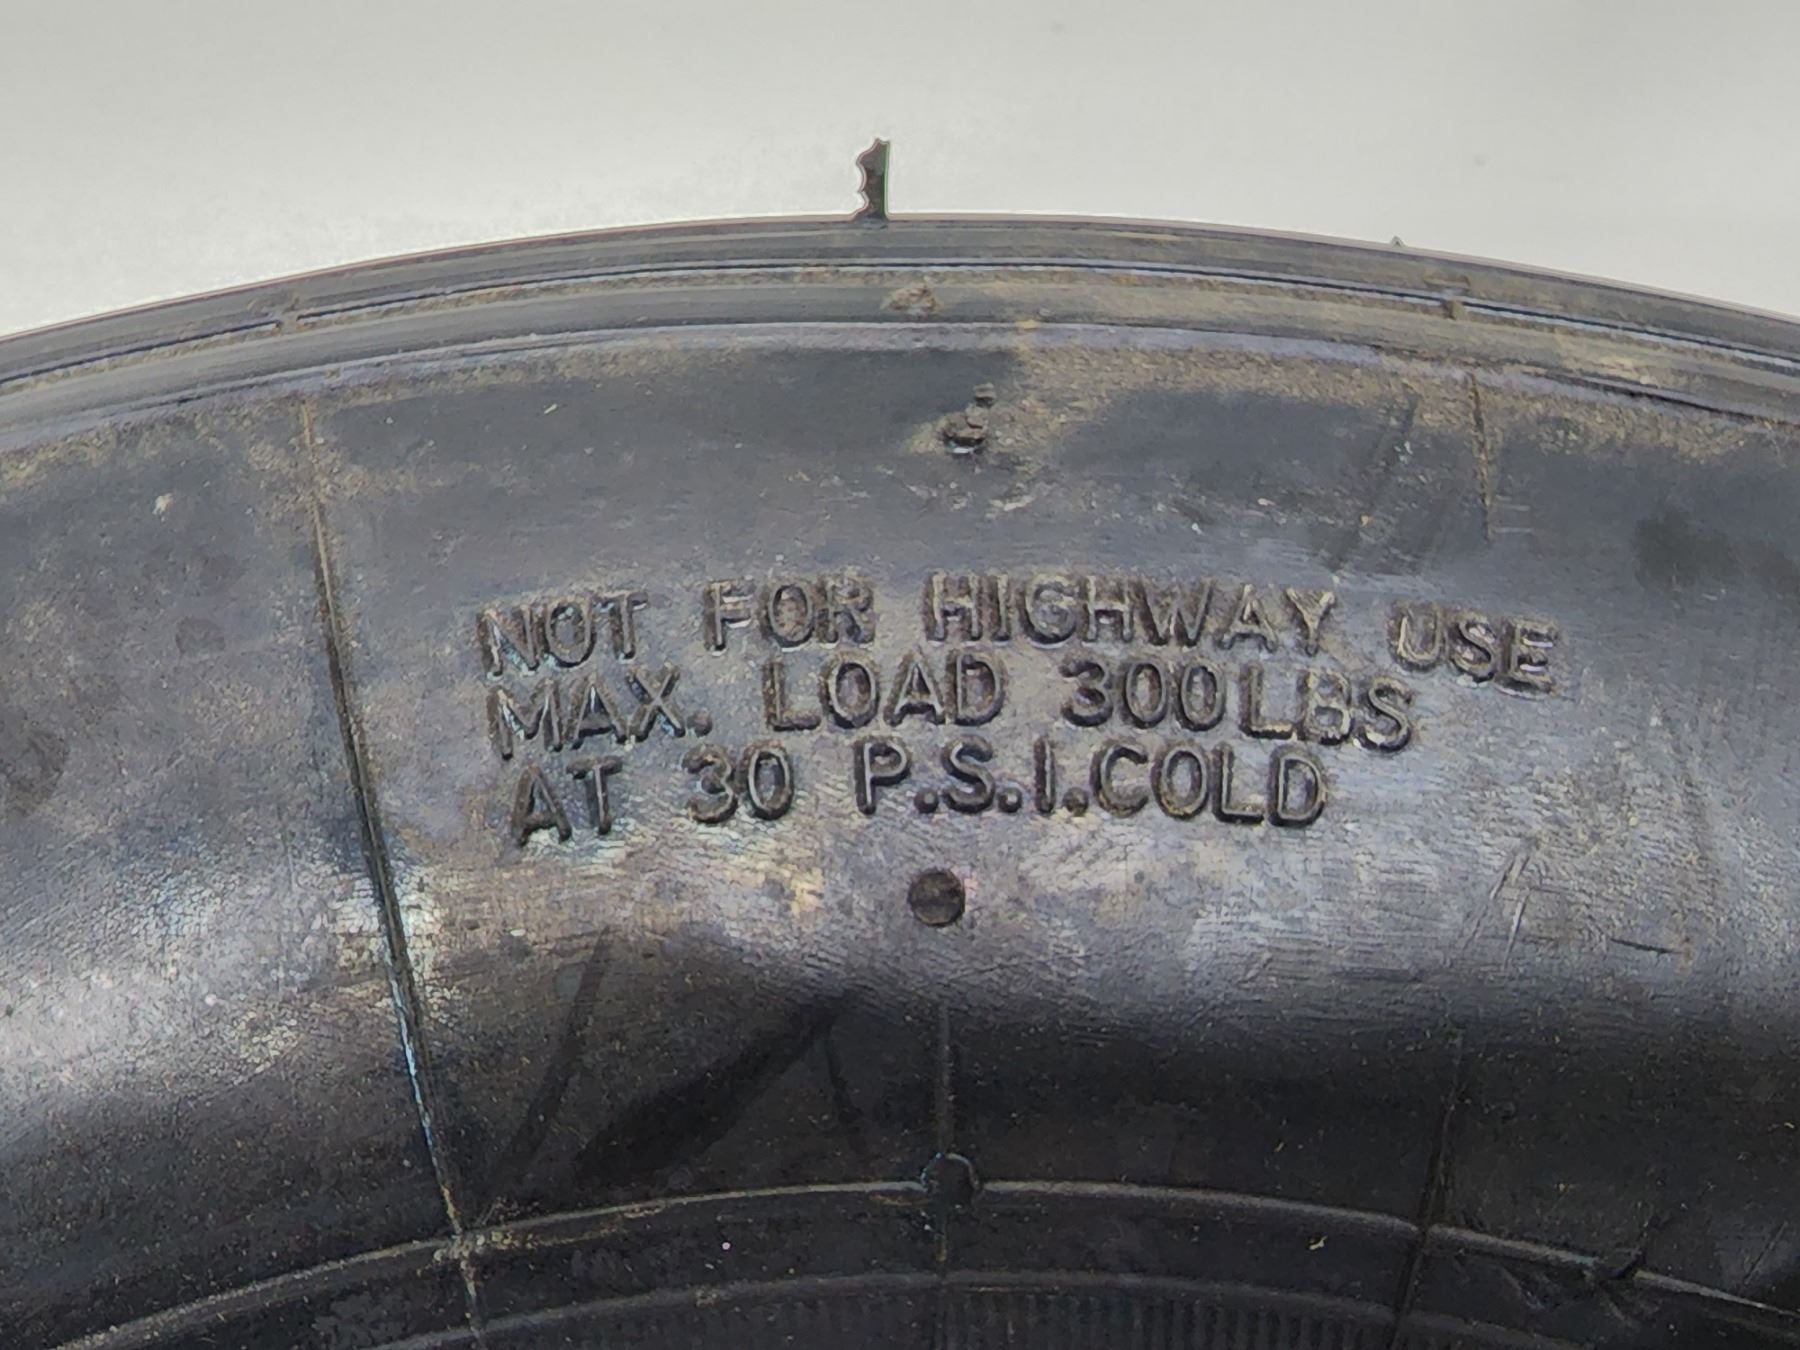 NOT FOR HIGHWAY USE
MAX. LOAD 300LBS
AT 30 P.S.I.COLD